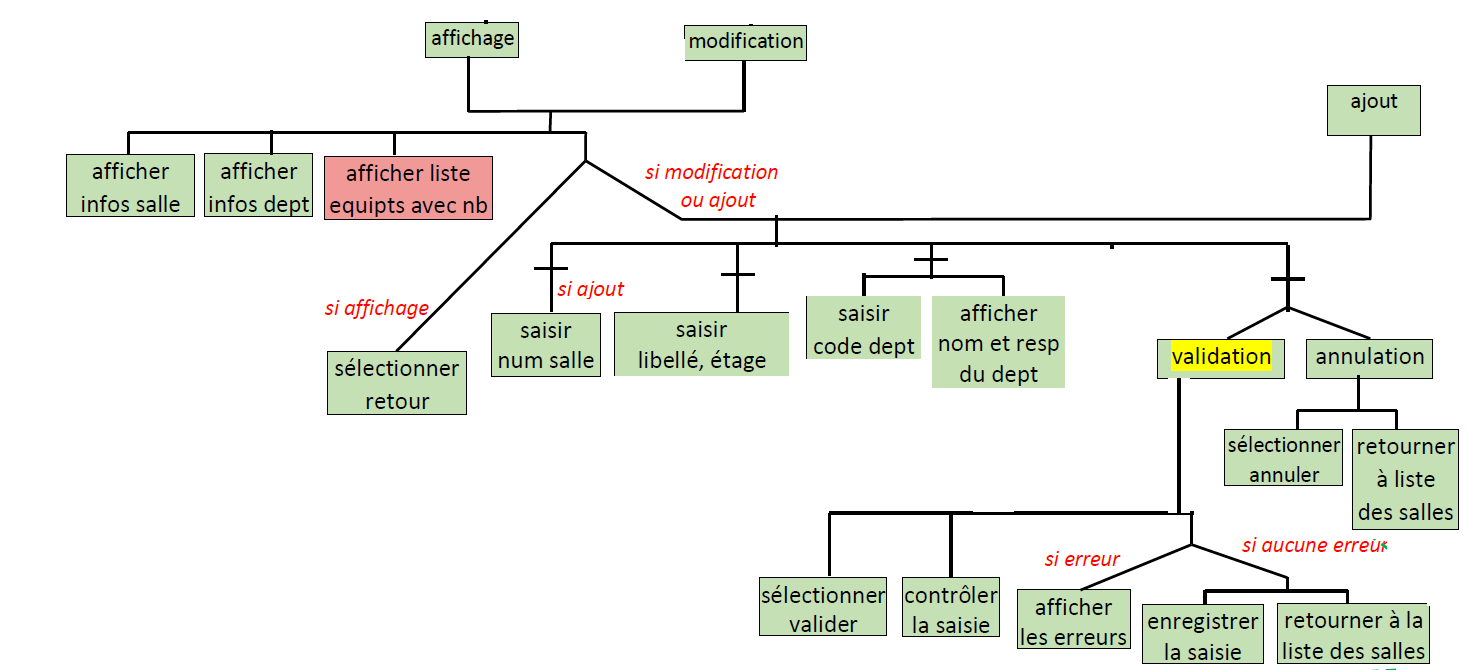 affichage
modification
ajout
afficher
infos salle
afficher
infos dept
afficher liste
equipts avec nb
si modification
ou ajout
si affichage
si ajout
sélectionner
retour
saisir
num salle
saisir
libellé, étage
saisir
code dept
afficher
nom et resp
du dept
validation
annulation
sélectionner
annuler
retourner
à liste
des salles
si erreur
si aucune erreur
sélectionner
valider
contrôler
la saisie
afficher
les erreurs
enregistrer
la saisie
retourner à la
liste des salles